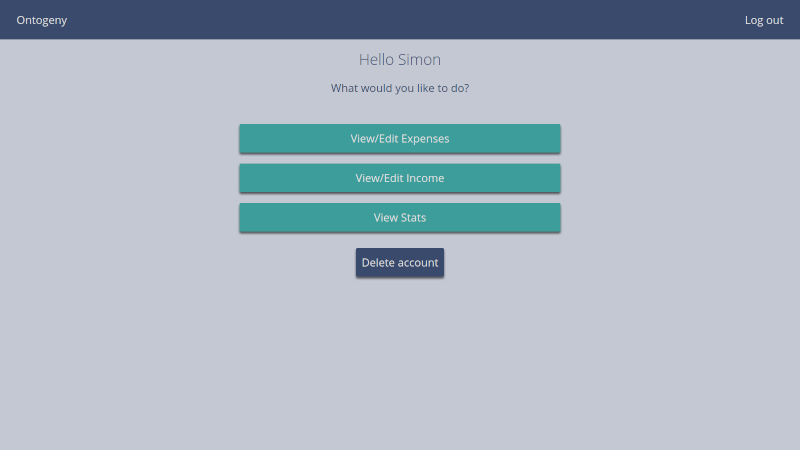 Ontogeny
Log out
Hello Simon
What would you like to do?
View/Edit Expenses
View/Edit Income
View Stats
Delete account